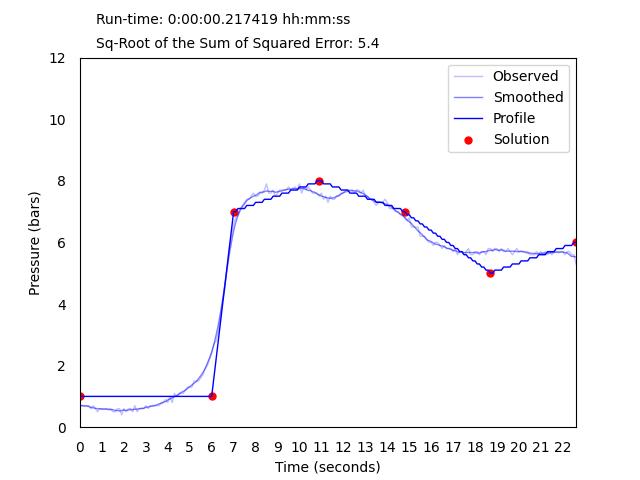 Run-time: 0:00:00.217419 hh:mm:ss
Sq-Root of the Sum of Squared Error: 5.4
12
10
8
6
4
2
0
Pressure (bars)
Observed
Smoothed
Profile
Solution
0 1 2 3 4 5 6 7 8 9 10 11 12 13 14 15 16 17 18 19 20 21 22
Time (seconds)